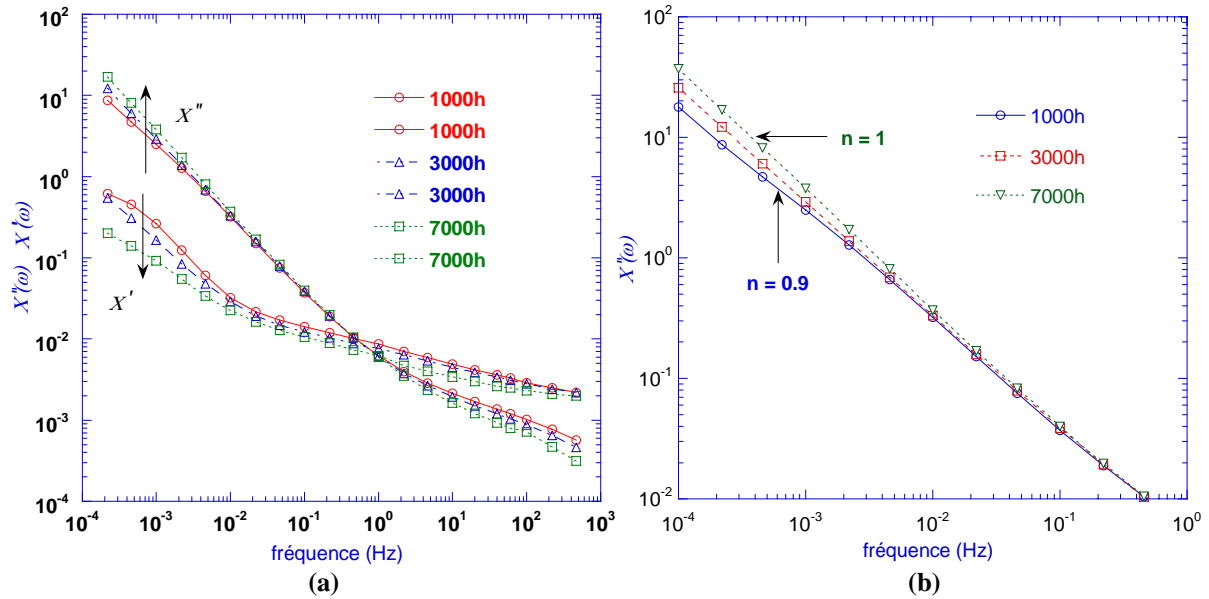 10²
10¹
10⁰
10⁻¹
10⁻²
10⁻³
10⁻⁴
X"(ω) X'(ω)
X"
X'
1000h
1000h
3000h
3000h
7000h
7000h
10⁻⁴ 10⁻³ 10⁻² 10⁻¹ 10⁰ 10¹ 10² 10³
fréquence (Hz)
(a)
10²
10¹
10⁰
10⁻¹
10⁻²
X"(ω)
1000h
3000h
7000h
n = 1
n = 0.9
10⁻⁴ 10⁻³ 10⁻² 10⁻¹ 10⁰
fréquence (Hz)
(b)